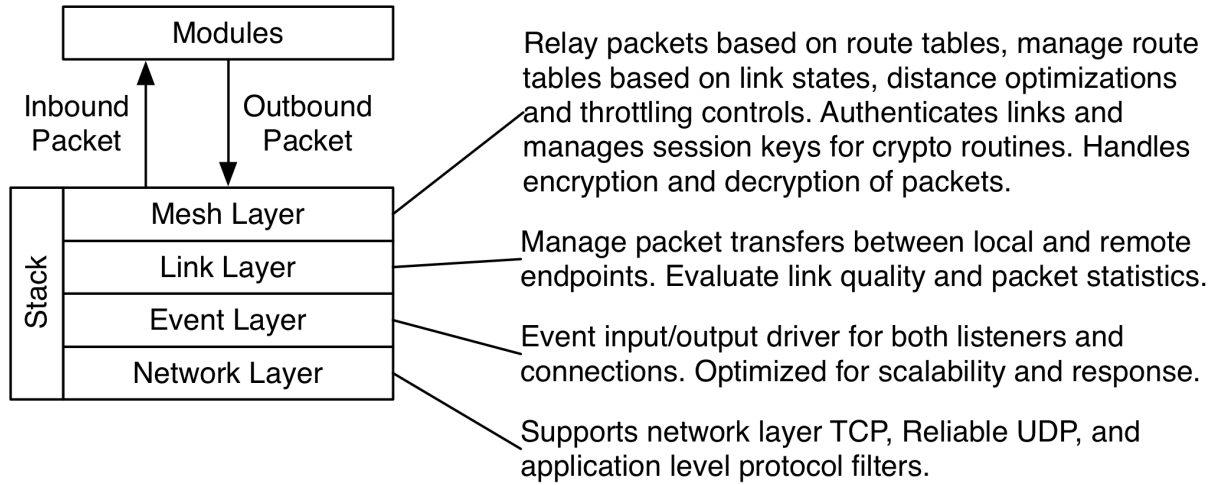 Modules
Inbound
Packet
Outbound
Packet
Stack
Mesh Layer
Link Layer
Event Layer
Network Layer
Relay packets based on route tables, manage route
tables based on link states, distance optimizations
and throttling controls. Authenticates links and
manages session keys for crypto routines. Handles
encryption and decryption of packets.
Manage packet transfers between local and remote
endpoints. Evaluate link quality and packet statistics.
Event input/output driver for both listeners and
connections. Optimized for scalability and response.
Supports network layer TCP, Reliable UDP, and
application level protocol filters.